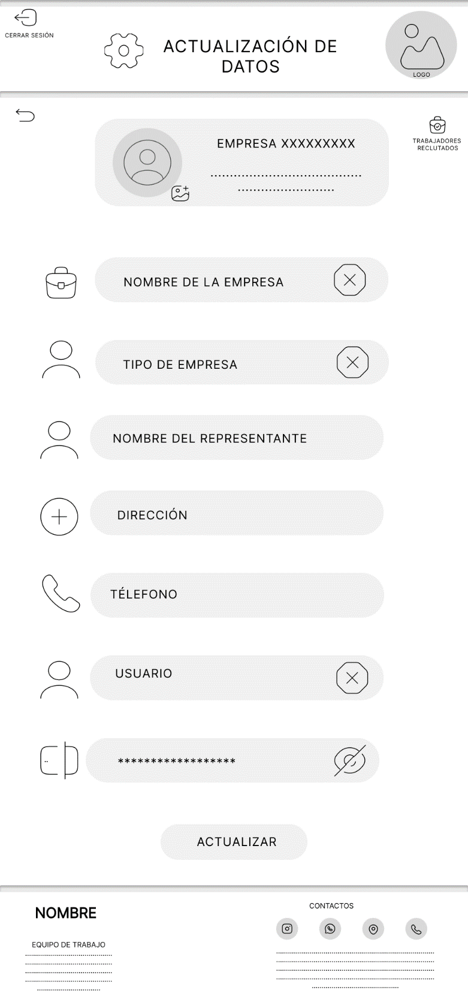 CERRAR SESIÓN
ACTUALIZACIÓN DE
DATOS
LOGO
EMPRESA XXXXXXXXX
TRABAJADORES
RECLUTADOS
NOMBRE DE LA EMPRESA
TIPO DE EMPRESA
NOMBRE DEL REPRESENTANTE
DIRECCIÓN
TÉLEFONO
USUARIO
******************
ACTUALIZAR
NOMBRE
EQUIPO DE TRABAJO
CONTACTOS